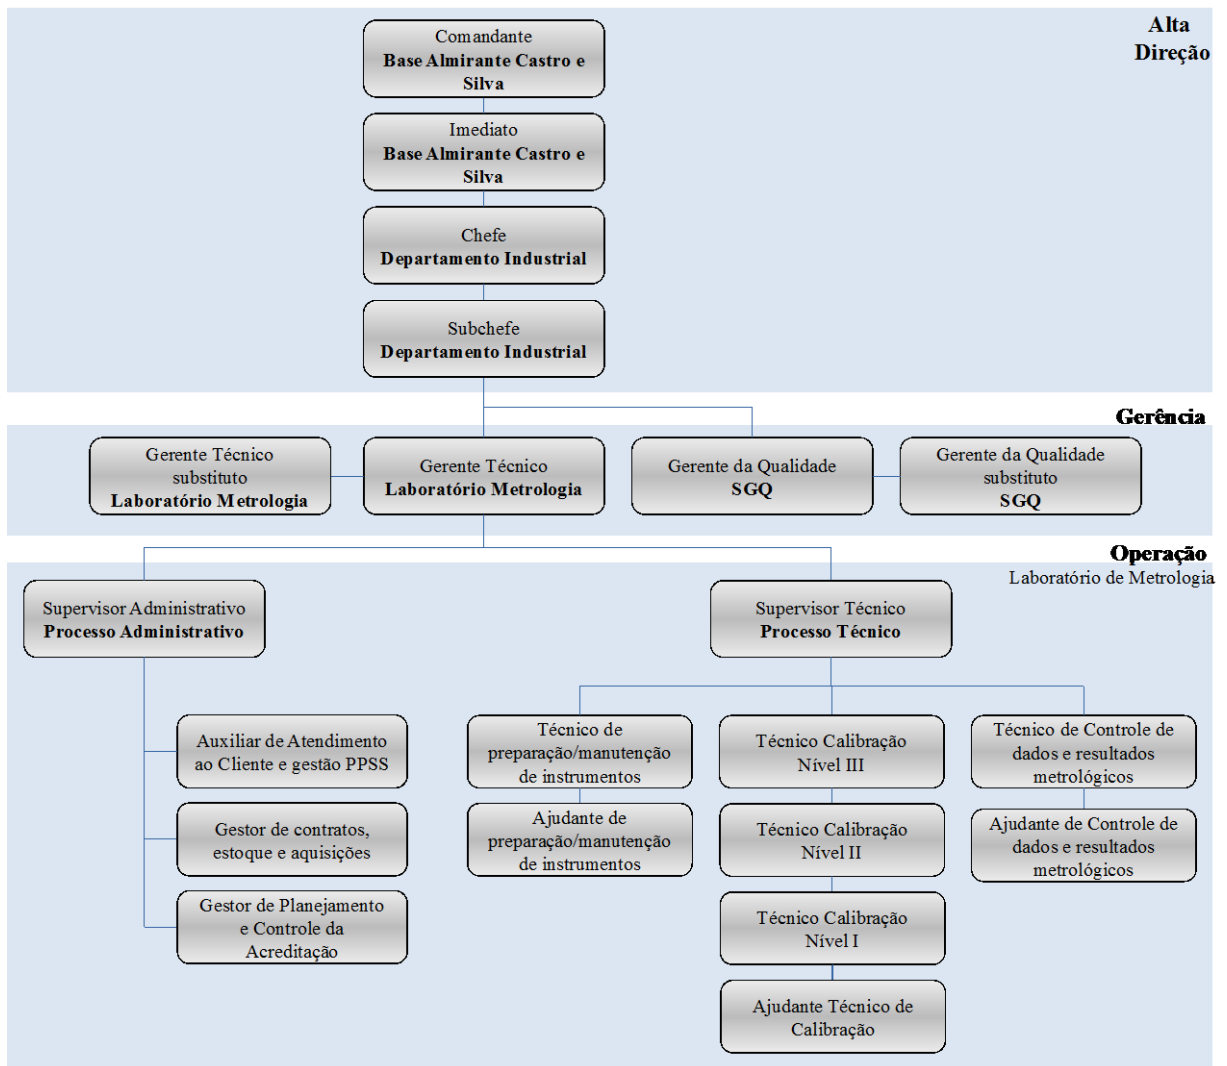 Alta
Direção
Comandante
Base Almirante Castro e
Silva
Imediato
Base Almirante Castro e
Silva
Chefe
Departamento Industrial
Subchefe
Departamento Industrial
Gerência
Gerente Técnico
substituto
Laboratório Metrologia
Gerente Técnico
Laboratório Metrologia
Gerente da Qualidade
SGQ
Gerente da Qualidade
substituto
SGQ
Operação
Laboratório de Metrologia
Supervisor Administrativo
Processo Administrativo
Supervisor Técnico
Processo Técnico
Auxiliar de Atendimento
ao Cliente e gestão PPSS
Gestor de contratos,
estoque e aquisições
Gestor de Planejamento
e Controle da
Acreditação
Técnico de
preparação/manutenção
de instrumentos
Ajudante de
preparação/manutenção
de instrumentos
Técnico Calibração
Nível III
Técnico Calibração
Nível II
Técnico Calibração
Nível I
Ajudante Técnico de
Calibração
Técnico de Controle de
dados e resultados
metrológicos
Ajudante de Controle de
dados e resultados
metrológicos